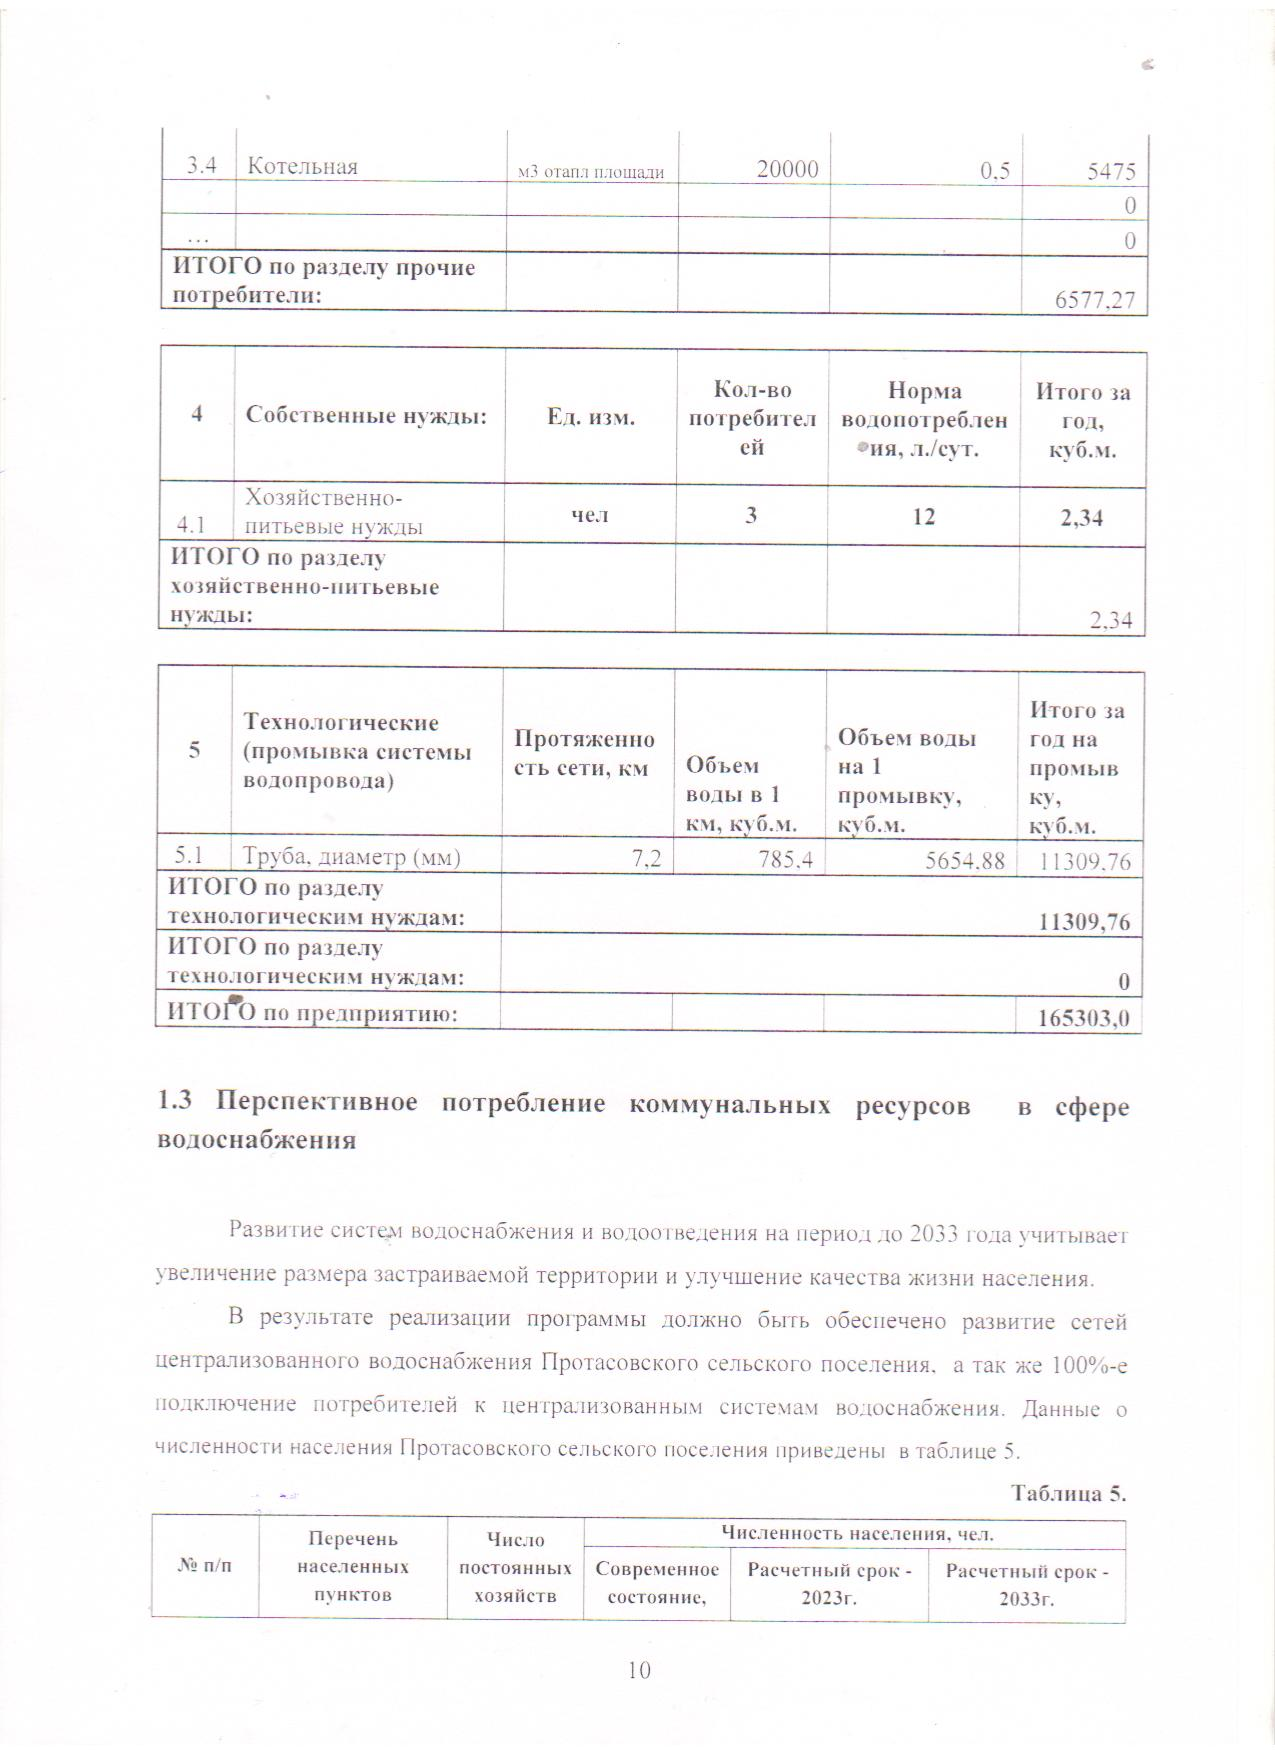 3.4 Котельная м3 отапл площади 20000 0,5 5475
0
... 0
ИТОГО по разделу прочие
потребители: 6577,27
4 Собственные нужды: Ед. изм. Кол-во
потребител
ей Норма
водопотреблен
ия, л./сут. Итого за
год,
куб.м.
4.1 Хозяйственно-
питьевые нужды чел 3 12 2,34
ИТОГО по разделу
хозяйственно-питьевые
нужды: 2,34
5 Технологические
(промывка системы
водопровода) Протяженно
сть сети, км Объем
воды в 1
км, куб.м. Объем воды
на 1
промывку,
куб.м. Итого за
год на
промыв
ку,
куб.м.
5.1 Труба, диаметр (мм) 7,2 785,4 5654,88 11309,76
ИТОГО по разделу
технологическим нуждам: 11309,76
ИТОГО по разделу
технологическим нуждам: 0
ИТОГО по предприятию: 165303,0
1.3 Перспективное потребление коммунальных ресурсов в сфере
водоснабжения
Развитие систем водоснабжения и водоотведения на период до 2033 года учитывает
увеличение размера застраиваемой территории и улучшение качества жизни населения.
В результате реализации программы должно быть обеспечено развитие сетей
централизованного водоснабжения Протасовского сельского поселения, а так же 100%-е
подключение потребителей к централизованным системам водоснабжения. Данные о
численности населения Протасовского сельского поселения приведены в таблице 5.
Таблица 5.
№ п/п Перечень
населенных
пунктов Число
постоянных
хозяйств Численность населения, чел.
Современное
состояние, Расчетный срок -
2023г. Расчетный срок -
2033г.
10